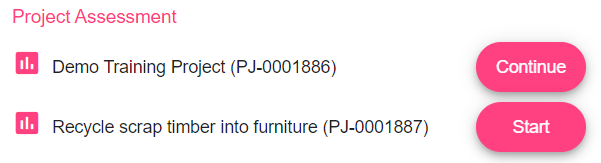 Project Assessment
Demo Training Project (PJ-0001886) Continue
Recycle scrap timber into furniture (PJ-0001887) Start